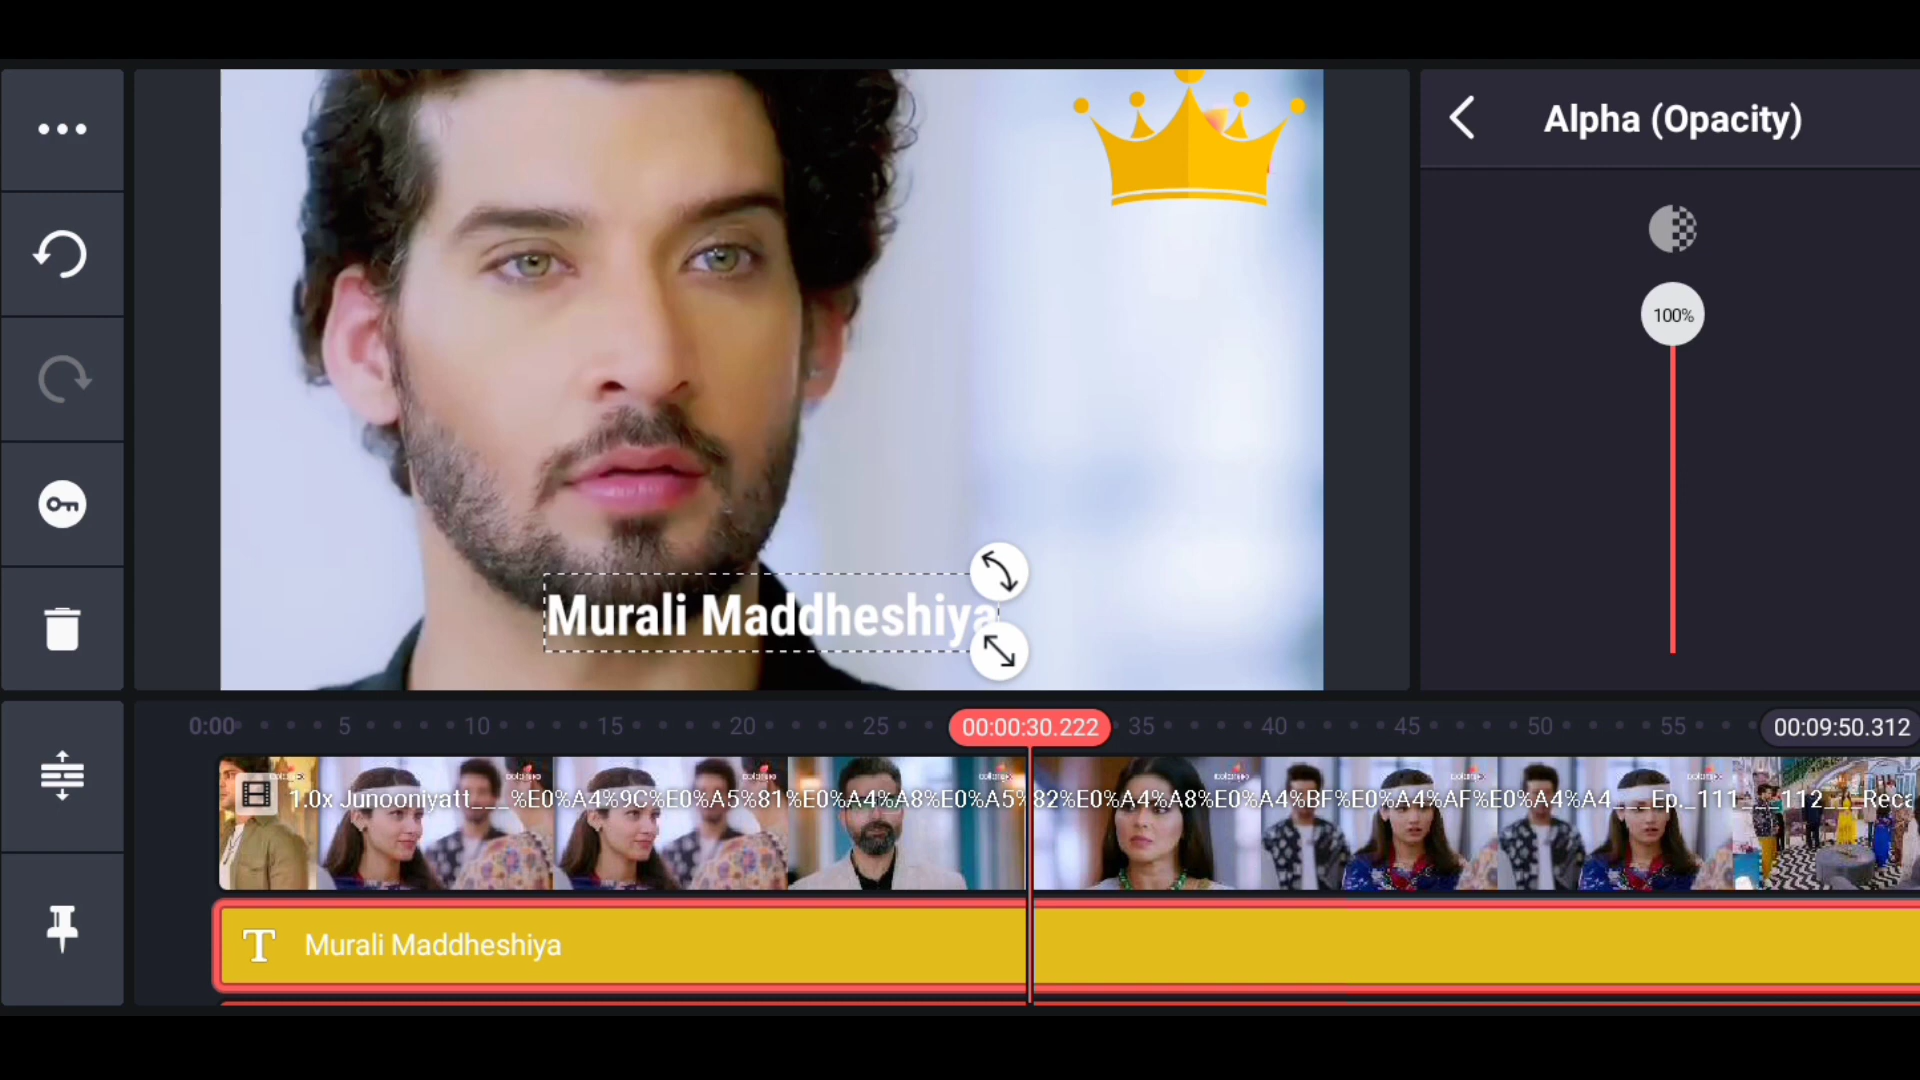 Alpha (Opacity)
100%
Murali Maddheshiya
0:00 5 10 15 20 25 00:00:30.222 35 40 45 50 55 00:09:50.312
1.0x Junooniyatt___%E0%A4%9C%E0%A5%81%E0%A4%A8%E0%A5%82%E0%A4%A8%E0%A4%BF%E0%A4%AF%E0%A4%A4___Ep._111___112___Reca
T Murali Maddheshiya